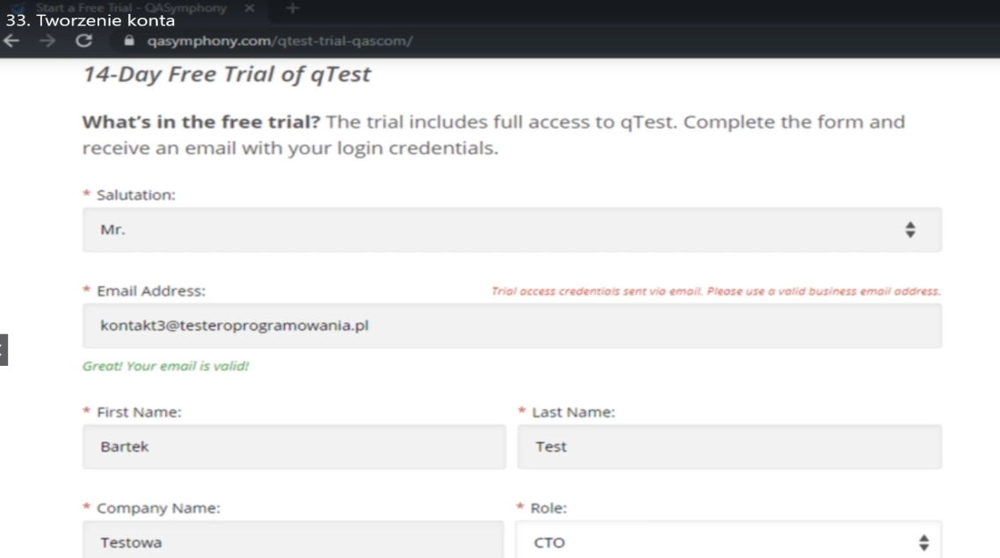 Start a Free Trial - QASymphony
33. Tworzenie konta
qasymphony.com/qtest-trial-qascom/
14-Day Free Trial of qTest
What's in the free trial? The trial includes full access to qTest. Complete the form and
receive an email with your login credentials.
* Salutation:
Mr.
* Email Address:
Trial access credentials sent via email. Please use a valid business email address.
kontakt3@testeroprogramowania.pl
Great! Your email is valid!
* First Name:
* Last Name:
Bartek
Test
* Company Name:
* Role:
Testowa
CTO